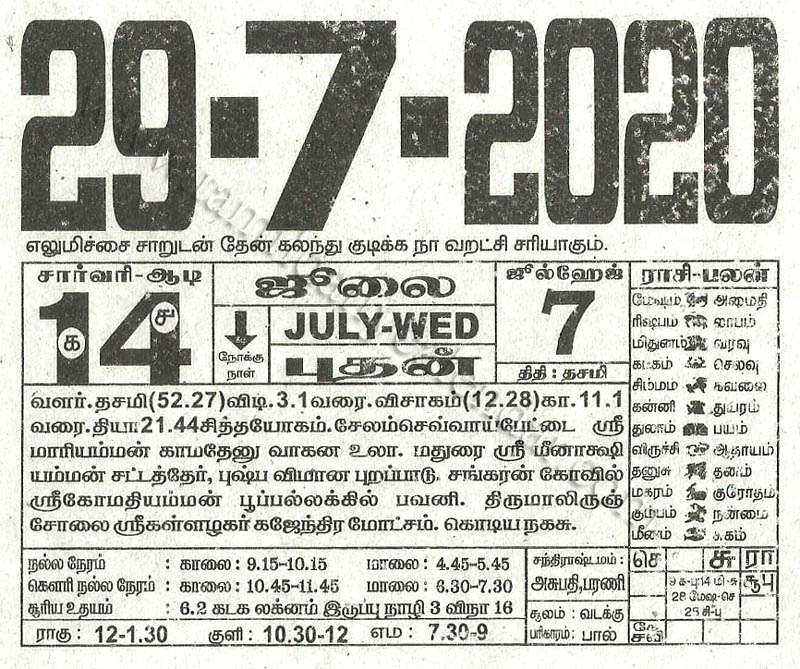 29-7-2020
எலுமிச்சை சாறுடன் தேன் கலந்து குடிக்க நா வறட்சி சரியாகும்.
சார்வரி-ஆடி
14
க ௪
ஜூலை
கீழ்
நோக்கு
நாள்
JULY-WED
புதன்
ஜுல்ஹேஜ்
7
திதி : தசமி
ராசி-பலன்
மேஷம் அமைதி
ரிஷபம் லாபம்
மிதுனம் வரவு
கடகம் செலவு
சிம்மம் கவலை
கன்னி துயரம்
துலாம் பயம்
விருச்சி ஆதாயம்
தனுசு தனம்
மகரம் குரோதம்
கும்பம் நன்மை
மீனம் சுகம்
வளர்.தசமி(52.27)விடி.3.1வரை.விசாகம்(12.28)கா.11.1
வரை.தியா21.44சித்தயோகம்.சேலம்செவ்வாய்பேட்டை ஸ்ரீ
மாரியம்மன் காமதேனு வாகன உலா. மதுரை ஸ்ரீ மீனாக்ஷி
யம்மன் சட்டத்தேர், புஷ்ப விமான புறப்பாடு. சங்கரன் கோவில்
ஸ்ரீகோமதியம்மன் பூப்பல்லக்கில் பவனி. திருமாலிருஞ்
சோலை ஸ்ரீகள்ளழகர் கஜேந்திர மோட்சம். கொடிய நகசு.
நல்ல நேரம் : காலை: 9.15-10.15 மாலை: 4.45-5.45
கௌரி நல்ல நேரம் : காலை: 10.45-11.45 மாலை: 6.30-7.30
சூரிய உதயம் : 6.2 கடக லக்னம் இருப்பு நாழி 3 விநா 16
ராகு : 12-1.30 குளி : 10.30-12 எம : 7.30-9
சந்திராஷ்டமம் :
அசுபதி,பரணி
சூலம் : வடக்கு
பரிகாரம் : பால்
செ சு ரா
சூபு
28 மேஷ-செ